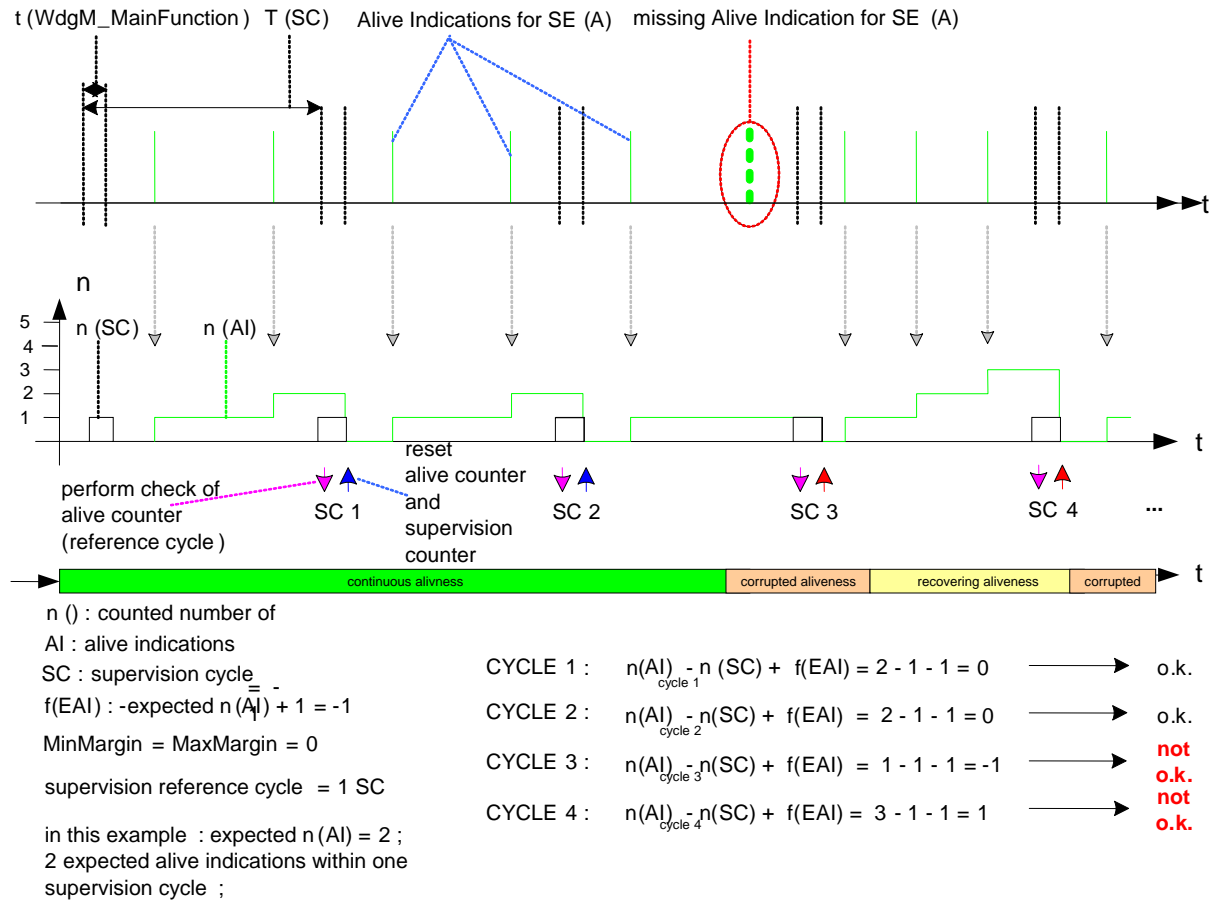 t (WdgM_MainFunction) T (SC) Alive Indications for SE (A) missing Alive Indication for SE (A)
t
n
5
4
3
2
1
n (SC) n (AI)
t
perform check of
alive counter
(reference cycle)
reset
alive counter
and
supervision
counter
SC 1 SC 2 SC 3 SC 4 ...
continuous alivness corrupted aliveness recovering aliveness corrupted t
n () : counted number of
AI : alive indications
SC : supervision cycle
= -
1
f(EAI) : -expected n (AI) + 1 = -1
MinMargin = MaxMargin = 0
supervision reference cycle = 1 SC
in this example : expected n (AI) = 2 ;
2 expected alive indications within one
supervision cycle ;
CYCLE 1 : n(AI) cycle 1 - n (SC) + f(EAI) = 2 - 1 - 1 = 0 o.k.
CYCLE 2 : n(AI) cycle 2 - n(SC) + f(EAI) = 2 - 1 - 1 = 0 o.k.
CYCLE 3 : n(AI) cycle 3 - n(SC) + f(EAI) = 1 - 1 - 1 = -1 not o.k.
CYCLE 4 : n(AI) cycle 4 - n(SC) + f(EAI) = 3 - 1 - 1 = 1 not o.k.